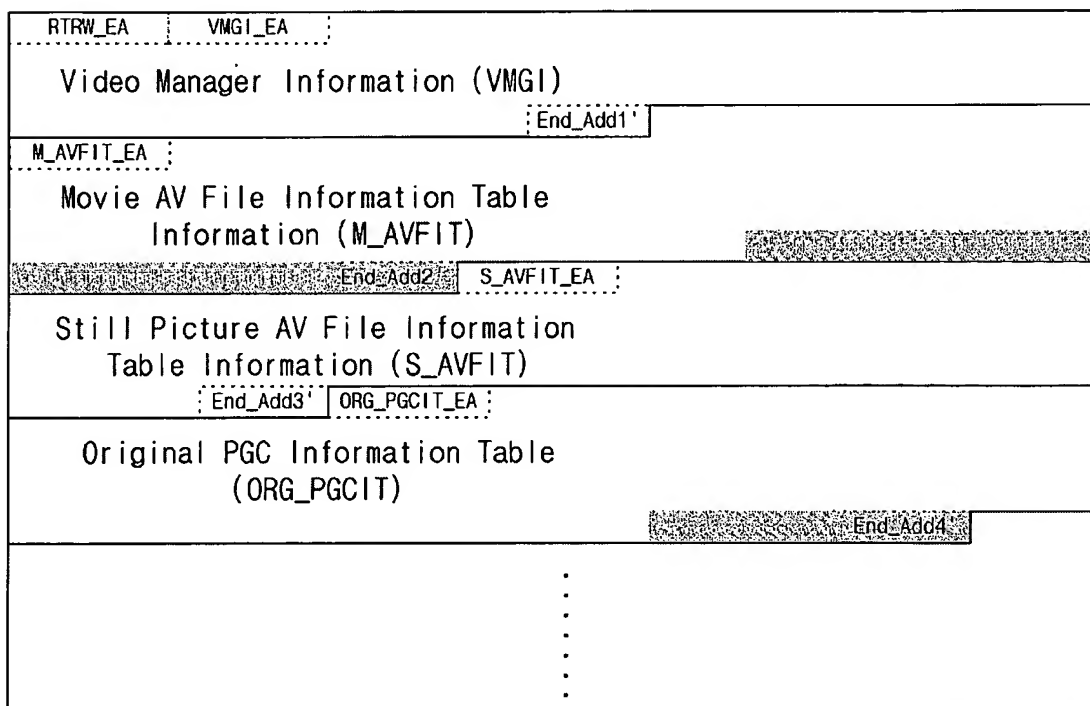 RTRW_EA VMGI_EA
Video Manager Information (VMGI)
End_Add1'
M_AVFIT_EA
Movie AV File Information Table
Information (M_AVFIT)
End_Add2 S_AVFIT_EA
Still Picture AV File Information
Table Information (S_AVFIT)
End_Add3' ORG_PGCIT_EA
Original PGC Information Table
(ORG_PGCIT)
End_Add4